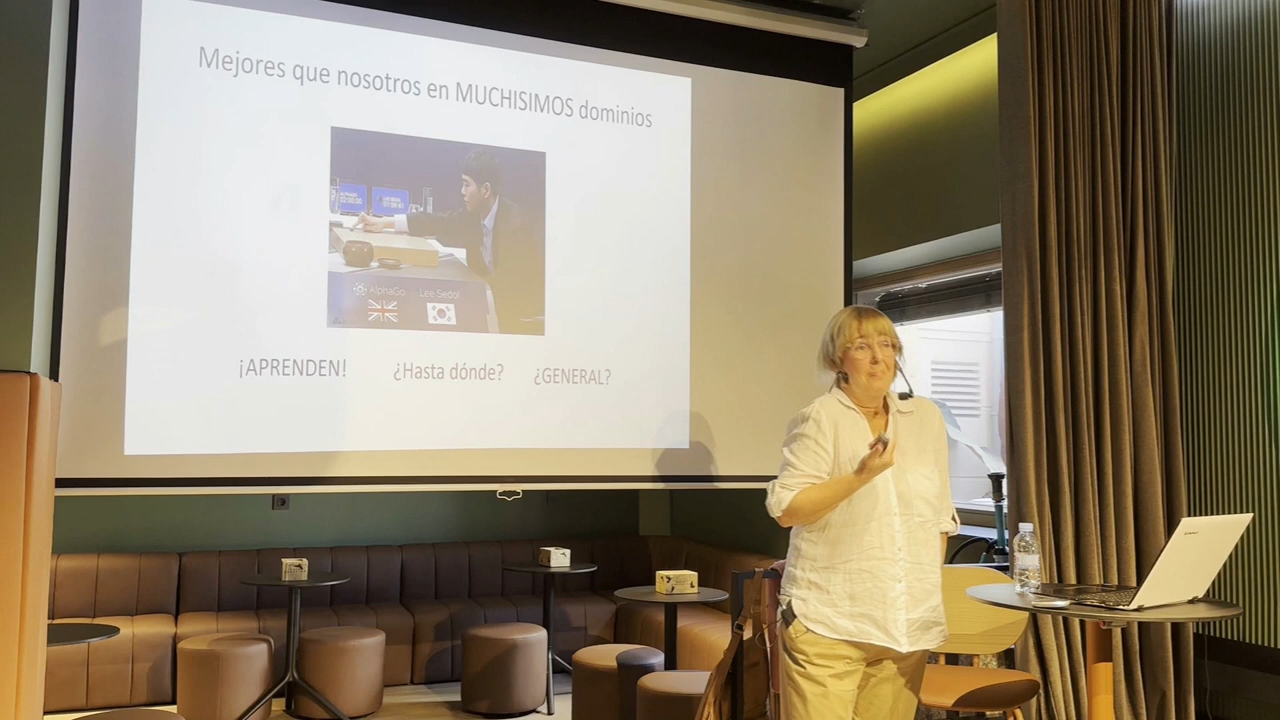 Mejores que nosotros en MUCHISIMOS dominios
AlphaGo
Lee Sedol
¡APRENDEN!
¿Hasta dónde?
¿GENERAL?